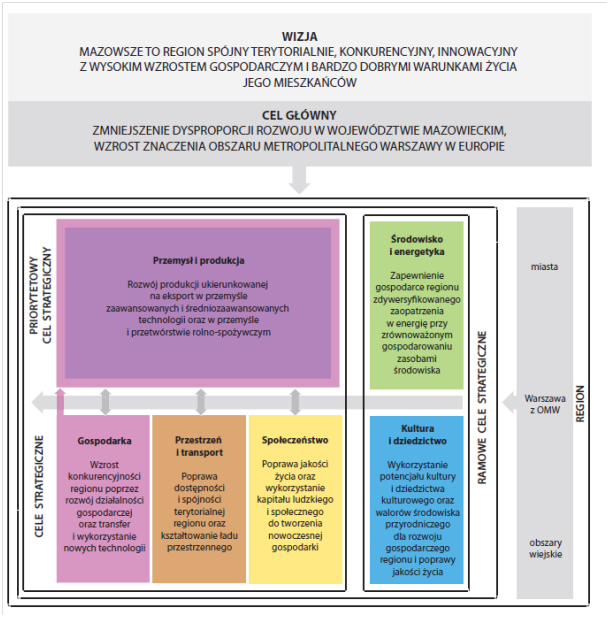 WIZJA
MAZOWSZE TO REGION SPÓJNY TERYTORIALNIE, KONKURENCYJNY, INNOWACYJNY
Z WYSOKIM WZROSTEM GOSPODARCZYM I BARDZO DOBRYMI WARUNKAMI ŻYCIA
JEGO MIESZKAŃCÓW
CEL GŁÓWNY
ZMNIEJSZENIE DYSPROPORCJI ROZWOJU W WOJEWÓDZTWIE MAZOWIECKIM,
WZROST ZNACZENIA OBSZARU METROPOLITALNEGO WARSZAWY W EUROPIE
PRIORYTETOWY
CEL STRATEGICZNY
Przemysł i produkcja
Rozwój produkcji ukierunkowanej
na eksport w przemyśle
zaawansowanych i średniozaawansowanych
technologii oraz w przemyśle
i przetwórstwie rolno-spożywczym
Środowisko
i energetyka
Zapewnienie
gospodarce regionu
zdywersyfikowanego
zaopatrzenia
w energię przy
zrównoważonym
gospodarowaniu
zasobami
środowiska
CELE STRATEGICZNE
Gospodarka
Wzrost
konkurencyjności
regionu poprzez
rozwój działalności
gospodarczej
oraz transfer
i wykorzystanie
nowych technologii
Przestrzeń
i transport
Poprawa
dostępności
i spójności
terytorialnej
regionu oraz
kształtowanie ładu
przestrzennego
Społeczeństwo
Poprawa jakości
życia oraz
wykorzystanie
kapitału ludzkiego
i społecznego
do tworzenia
nowoczesnej
gospodarki
Kultura
i dziedzictwo
Wykorzystanie
potencjału kultury
i dziedzictwa
kulturowego oraz
walorów środowiska
przyrodniczego
dla rozwoju
gospodarczego
regionu i poprawy
jakości życia
RAMOWE CELE STRATEGICZNE
miasta
Warszawa
z OMW
obszary
wiejskie
REGION